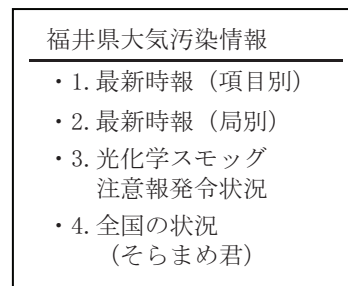 福井県大気汚染情報
・1. 最新時報（項目別）
・2. 最新時報（局別）
・3. 光化学スモッグ
注意報発令状況
・4. 全国の状況
（そらまめ君）